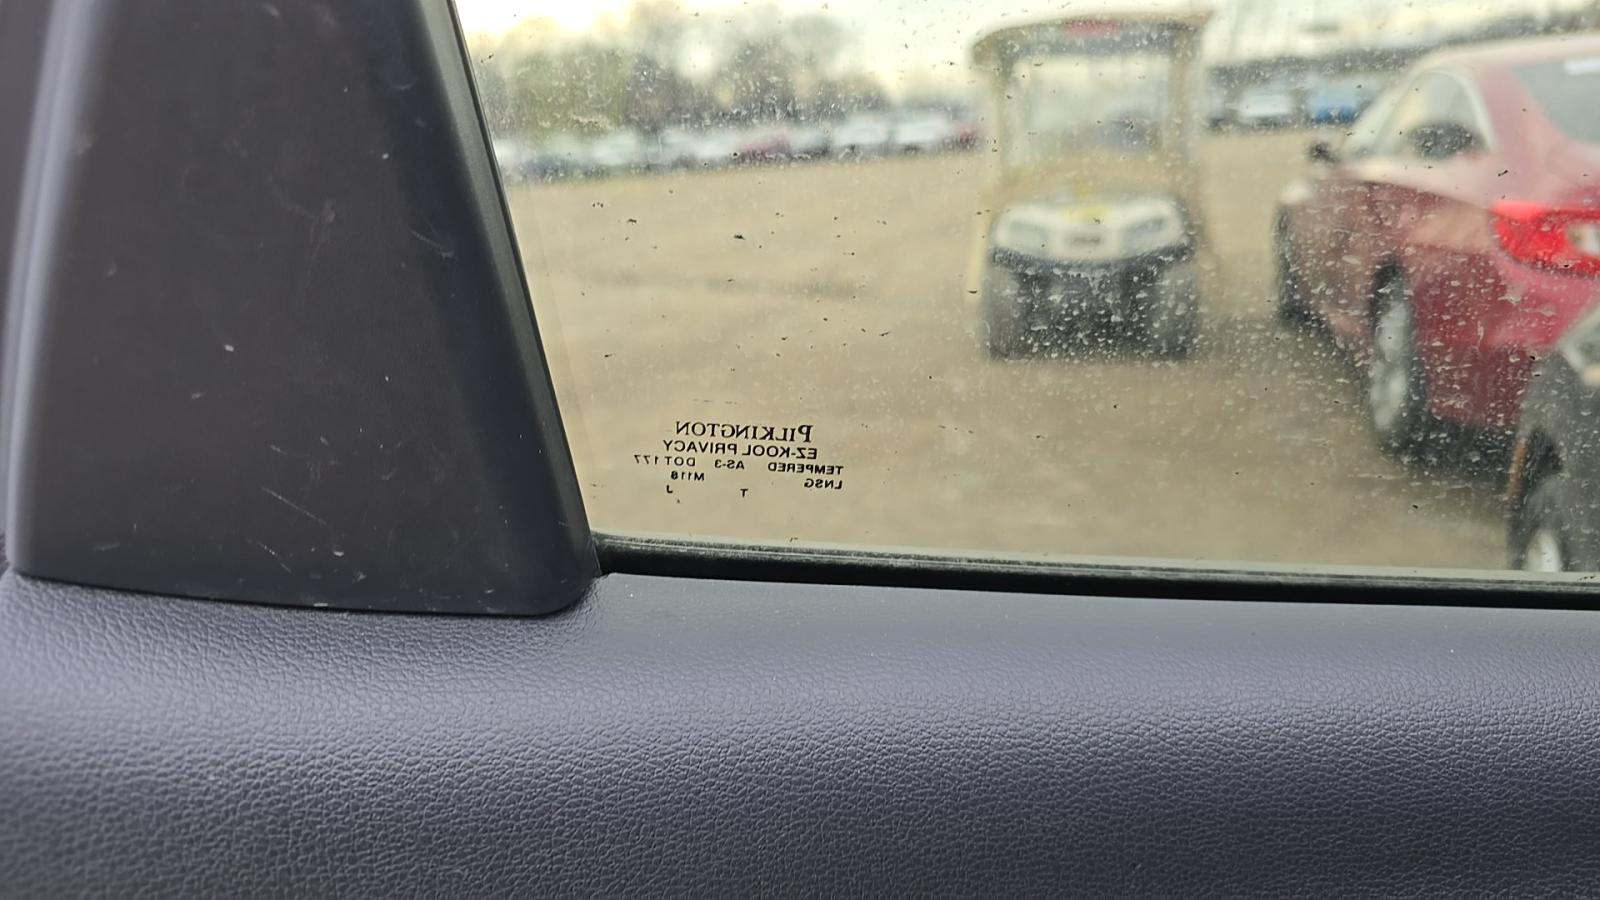 PILKINGTON
EZ-KOOL PRIVACY
TEMPERED AS-3 DOT177
LNSG M118
T J